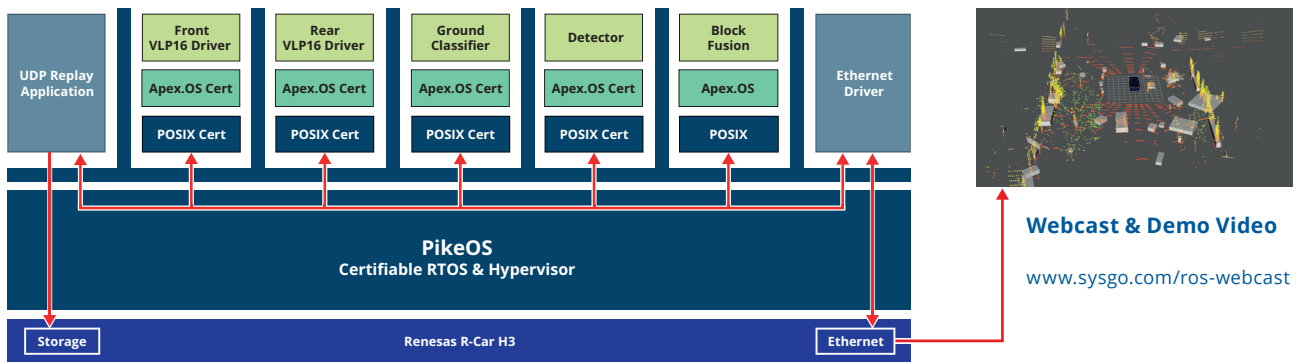 UDP Replay
Application
Front
VLP16 Driver
Apex.OS Cert
POSIX Cert
Rear
VLP16 Driver
Apex.OS Cert
POSIX Cert
Ground
Classifier
Apex.OS Cert
POSIX Cert
Detector
Apex.OS Cert
POSIX Cert
Block
Fusion
Apex.OS
POSIX
Ethernet
Driver
PikeOS
Certifiable RTOS & Hypervisor
Storage
Renesas R-Car H3
Ethernet
Webcast & Demo Video
www.sysgo.com/ros-webcast